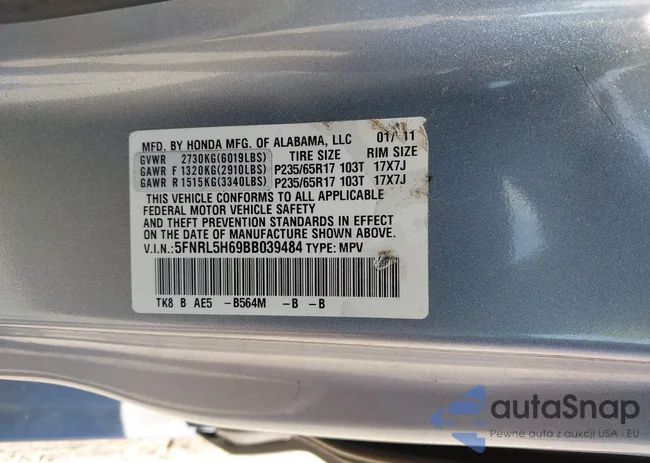 MFD. BY HONDA MFG. OF ALABAMA, LLC 01/11
GVWR 2730KG(6019LBS) TIRE SIZE RIM SIZE
GAWR F 1320KG(2910LBS) P235/65R17 103T 17X7J
GAWR R 1515KG(3340LBS) P235/65R17 103T 17X7J
THIS VEHICLE CONFORMS TO ALL APPLICABLE
FEDERAL MOTOR VEHICLE SAFETY
AND THEFT PREVENTION STANDARDS IN EFFECT
ON THE DATE OF MANUFACTURE SHOWN ABOVE.
V.I.N.: 5FNRL5H69BB039484 TYPE: MPV
TK8 B AE5 -B564M -B -B
autaSnap
Pewne auta z aukcji USA i EU